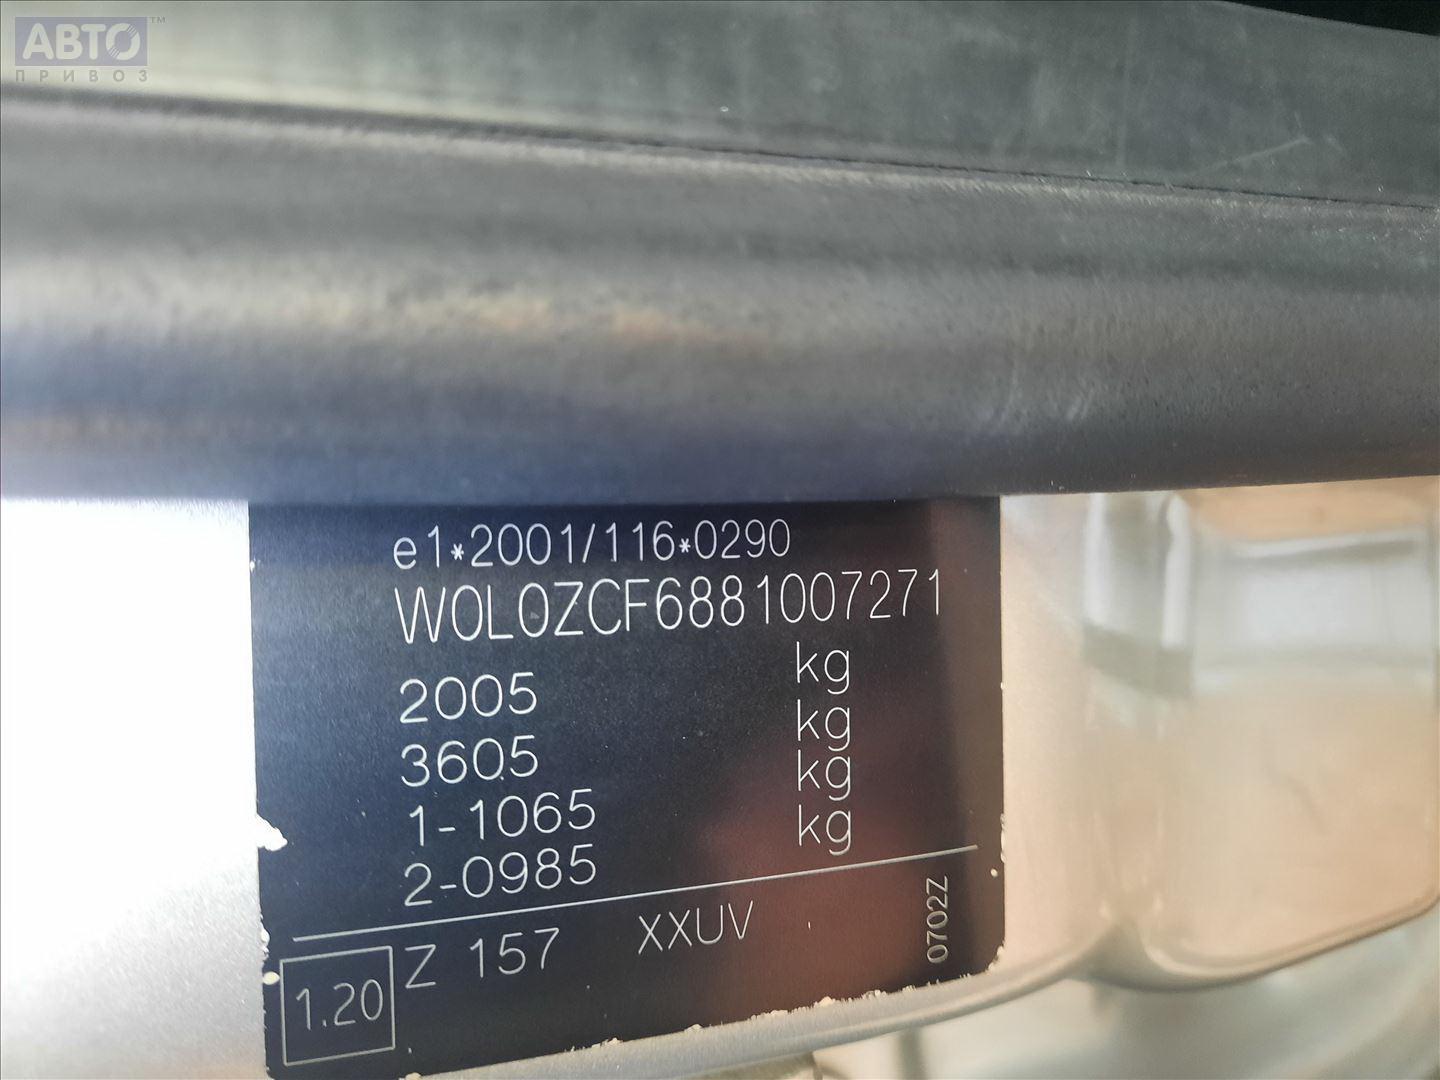 АВТО™
ПРИВОЗ
e1*2001/116*0290
W0L0ZCF6881007271
2005 kg
3605 kg
1-1065 kg
2-0985 kg
Z 157 XXUV
1.20
0702Z